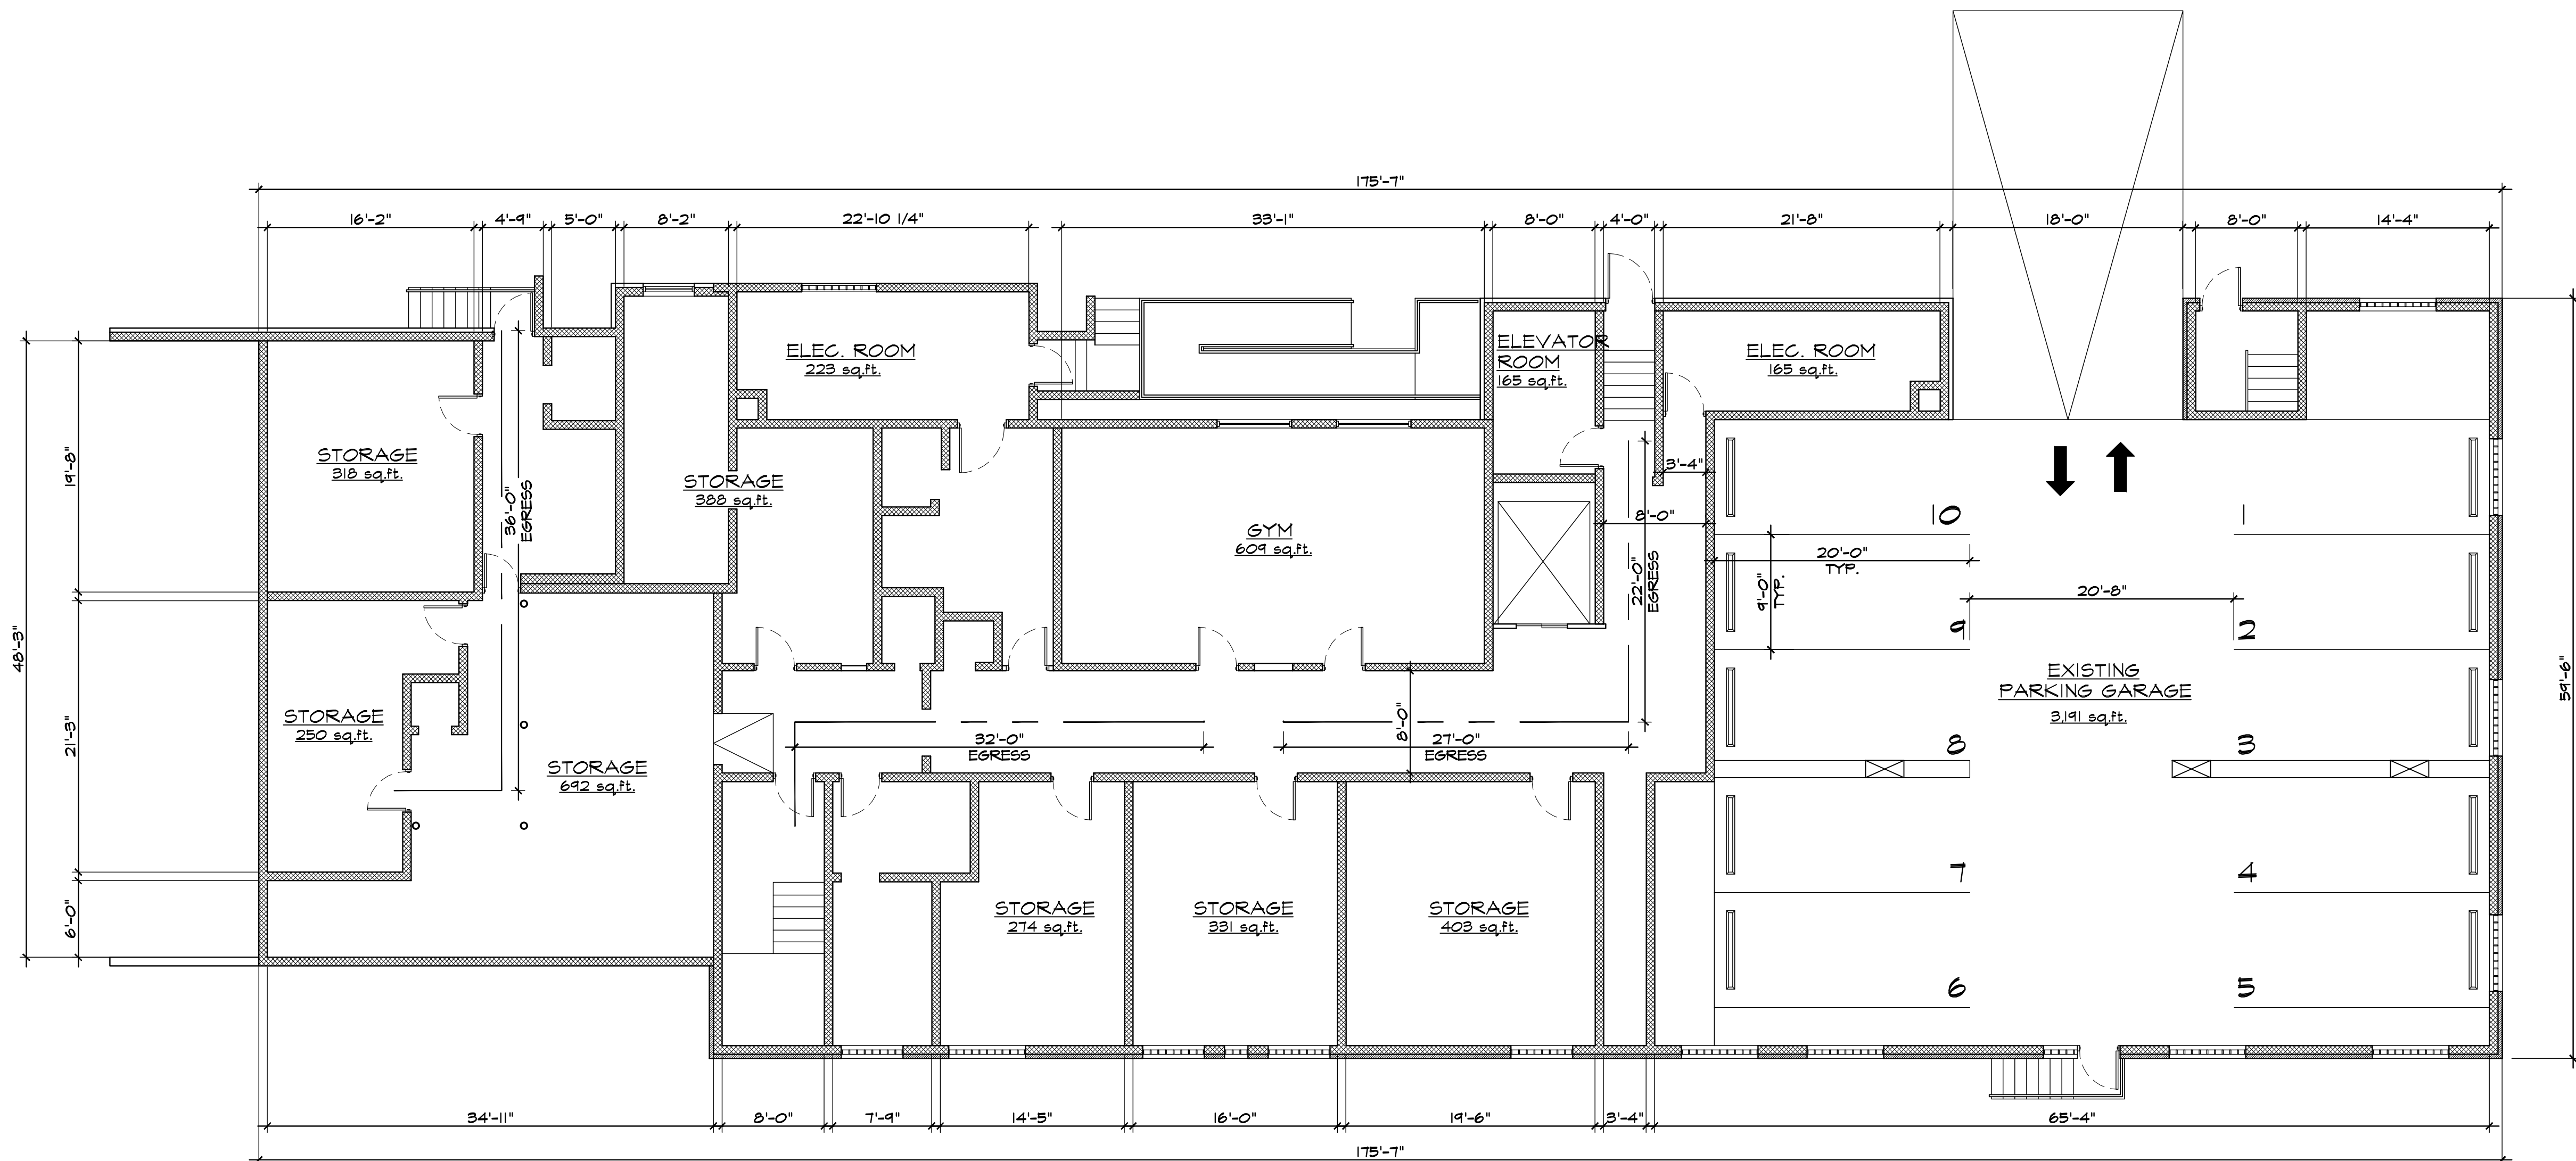 175'-7"
16'-2"
4'-9"
5'-0"
8'-2"
22'-10 1/4"
33'-1"
8'-0"
4'-0"
21'-8"
18'-0"
8'-0"
14'-4"
ELEC. ROOM
223 sq.ft.
ELEVATOR
ROOM
165 sq.ft.
ELEC. ROOM
165 sq.ft.
STORAGE
318 sq.ft.
STORAGE
388 sq.ft.
GYM
609 sq.ft.
36'-0"
EGRESS
3'-4"
8'-0"
22'-0"
EGRESS
10
1
20'-0"
TYP.
9'-0"
TYP.
20'-8"
9
2
EXISTING
PARKING GARAGE
3,191 sq.ft.
8
3
7
4
6
5
48'-3"
19'-8"
21'-3"
6'-0"
59'-6"
STORAGE
250 sq.ft.
STORAGE
692 sq.ft.
32'-0"
EGRESS
27'-0"
EGRESS
8'-0"
STORAGE
274 sq.ft.
STORAGE
331 sq.ft.
STORAGE
403 sq.ft.
34'-11"
8'-0"
7'-9"
14'-5"
16'-0"
19'-6"
3'-4"
65'-4"
175'-7"